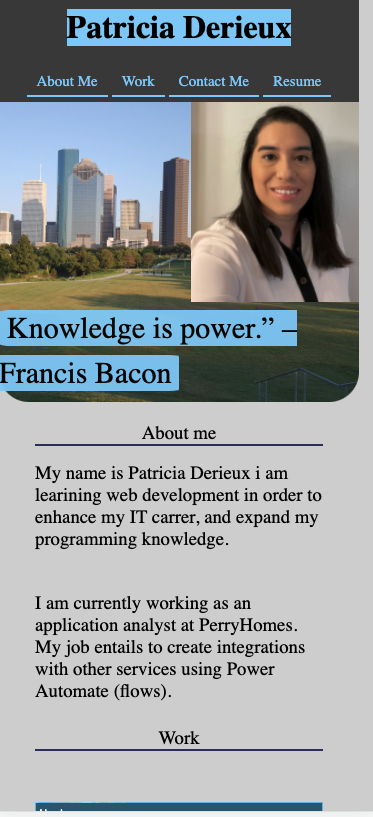 Patricia Derieux
About Me Work Contact Me Resume
Knowledge is power.” –
Francis Bacon
About me
My name is Patricia Derieux i am
learining web development in order to
enhance my IT carrer, and expand my
programming knowledge.
I am currently working as an
application analyst at PerryHomes.
My job entails to create integrations
with other services using Power
Automate (flows).
Work